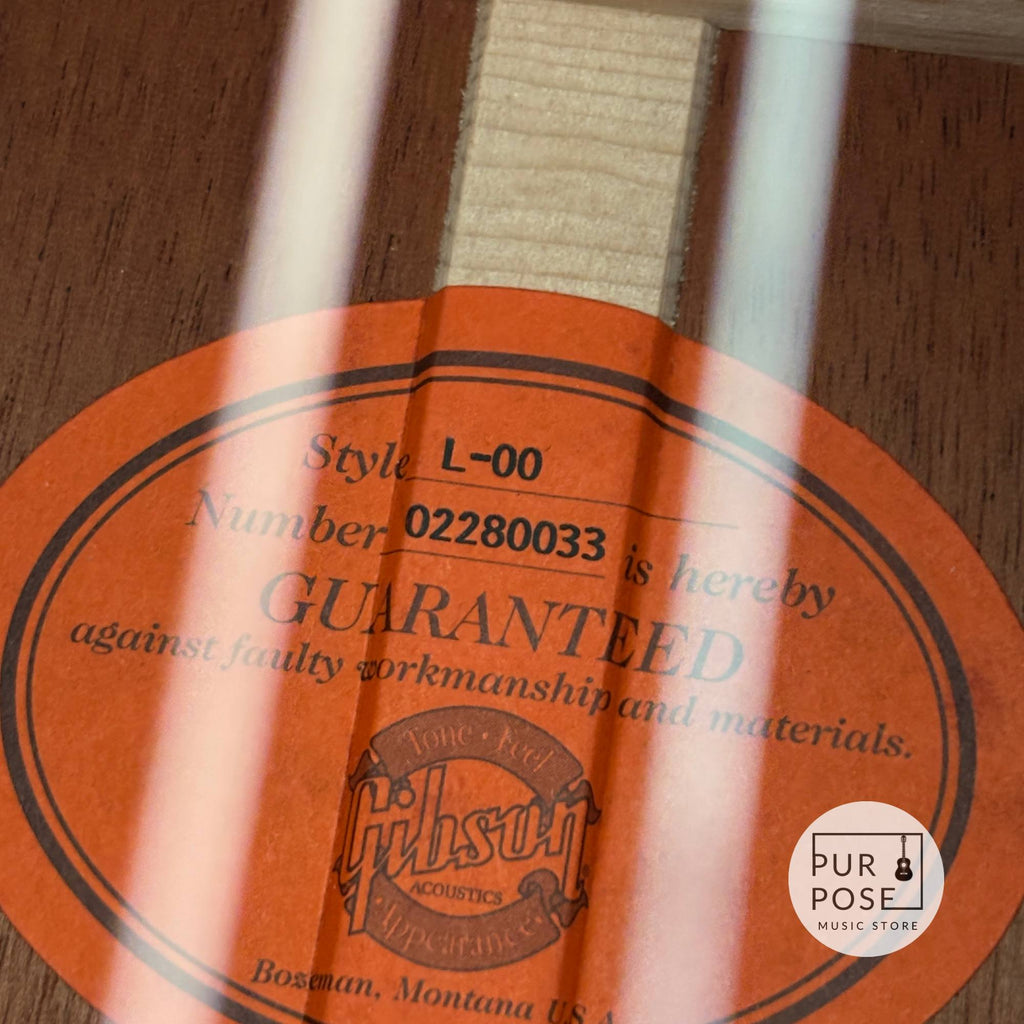 Style L-00
Number 02280033 is hereby
GUARANTEED
against faulty workmanship and materials.
Tone · Feel
Gibson
ACOUSTICS
Appearance
Bozeman, Montana U.S.A
PUR
POSE
MUSIC STORE